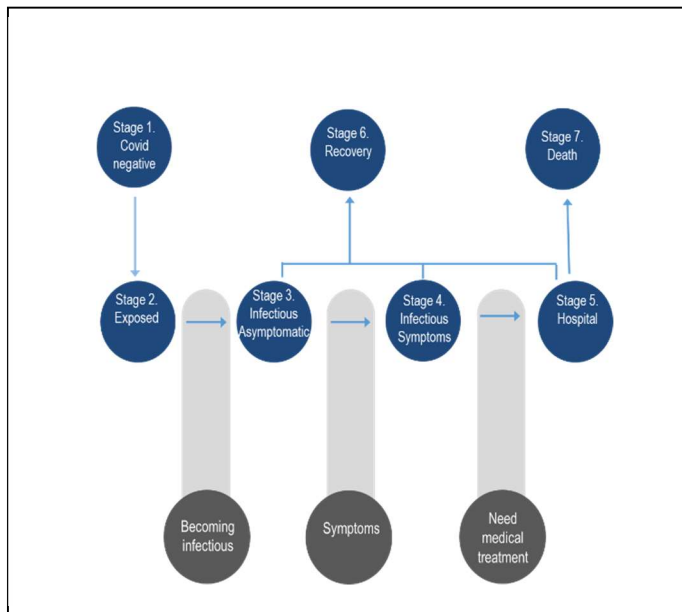 Stage 1.
Covid
negative
Stage 6.
Recovery
Stage 7.
Death
Stage 2.
Exposed
Stage 3.
Infectious
Asymptomatic
Stage 4.
Infectious
Symptoms
Stage 5.
Hospital
Becoming
infectious
Symptoms
Need
medical
treatment